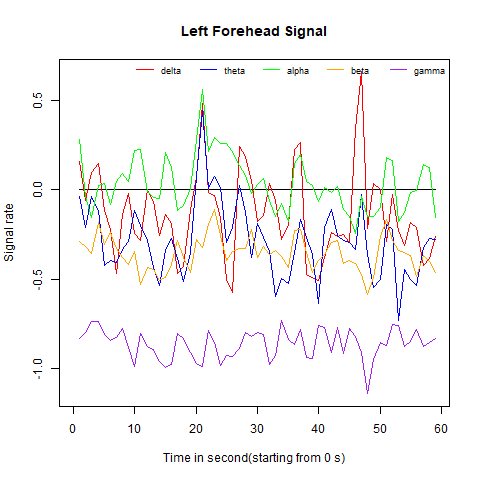 Left Forehead Signal
delta theta alpha beta gamma
Signal rate
0.5
0.0
-0.5
-1.0
0 10 20 30 40 50 60
Time in second(starting from 0 s)